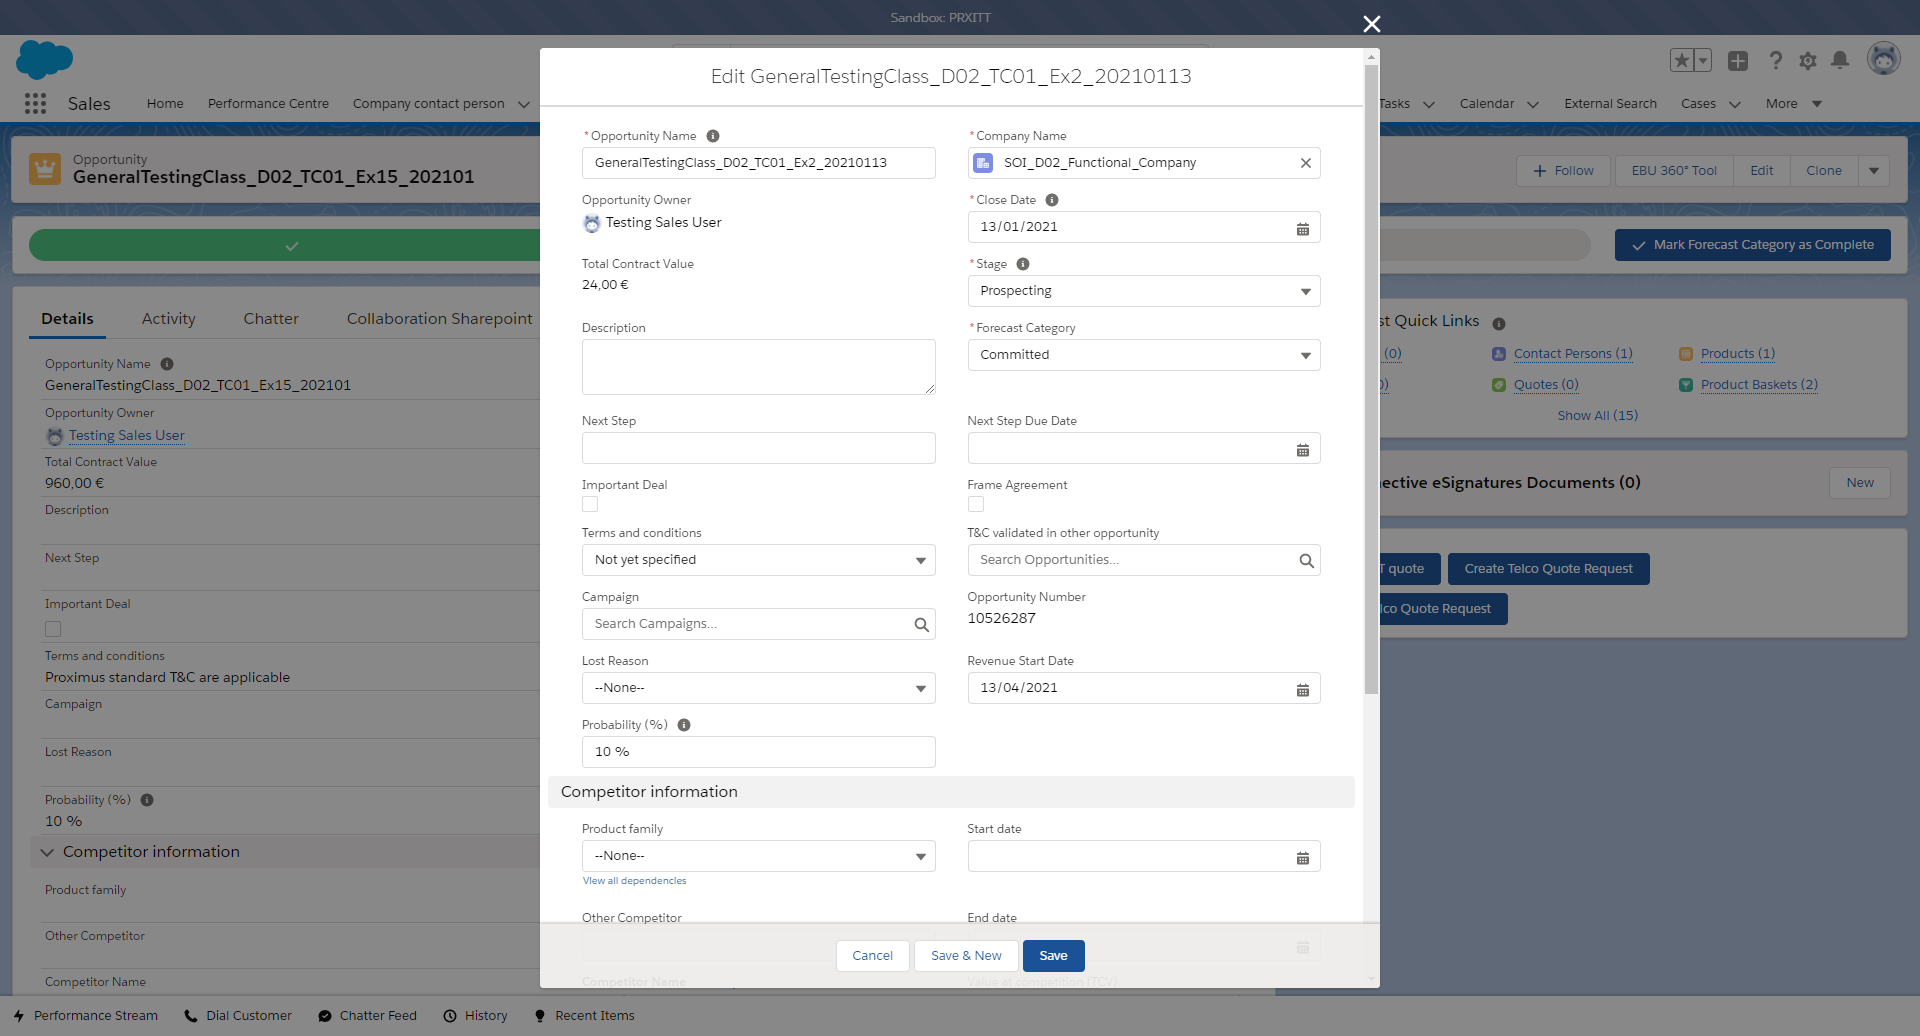 Sandbox: PRXITT
Sales
Home
Performance Centre
Company contact person
Tasks
Calendar
External Search
Cases
More
Opportunity
GeneralTestingClass_D02_TC01_Ex15_202101
Follow
EBU 360° Tool
Edit
Clone
Mark Forecast Category as Complete
Details
Activity
Chatter
Collaboration Sharepoint
Opportunity Name
GeneralTestingClass_D02_TC01_Ex15_202101
Opportunity Owner
Testing Sales User
Total Contract Value
960,00 €
Description
Next Step
Important Deal
Terms and conditions
Proximus standard T&C are applicable
Campaign
Lost Reason
Probability (%)
10 %
Competitor information
Product family
Other Competitor
Competitor Name
Edit GeneralTestingClass_D02_TC01_Ex2_20210113
* Opportunity Name
GeneralTestingClass_D02_TC01_Ex2_20210113
* Company Name
SOI_D02_Functional_Company
Opportunity Owner
Testing Sales User
* Close Date
13/01/2021
Total Contract Value
24,00 €
* Stage
Prospecting
Description
* Forecast Category
Committed
Next Step
Next Step Due Date
Important Deal
Frame Agreement
Terms and conditions
Not yet specified
T&C validated in other opportunity
Search Opportunities...
Campaign
Search Campaigns...
Opportunity Number
10526287
Lost Reason
--None--
Revenue Start Date
13/04/2021
Probability (%)
10 %
Competitor information
Product family
--None--
View all dependencies
Start date
Other Competitor
End date
Competitor Name
Value at competition (TCV)
Cancel
Save & New
Save
st Quick Links
(0)
Contact Persons (1)
Products (1)
0)
Quotes (0)
Product Baskets (2)
Show All (15)
nective eSignatures Documents (0)
New
T quote
Create Telco Quote Request
lco Quote Request
Performance Stream
Dial Customer
Chatter Feed
History
Recent Items